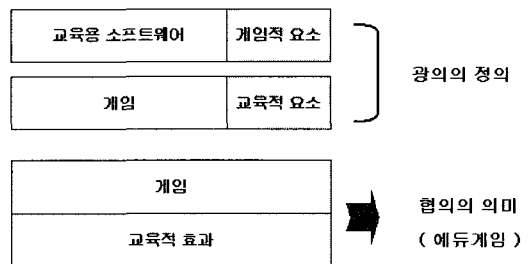 교육용 소프트웨어 게임적 요소
게임 교육적 요소
광의의 정의
게임
교육적 효과
협의의 의미
( 에듀게임 )